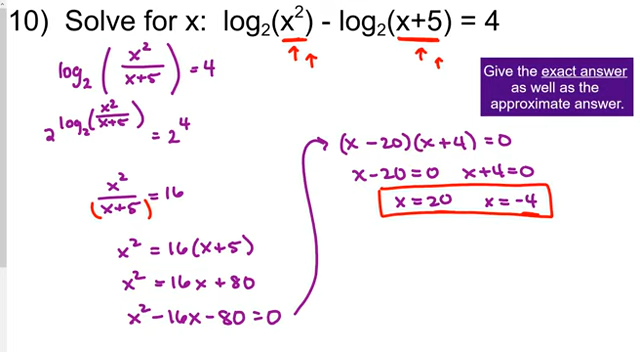 10) Solve for x: log₂(x²) - log₂(x+5) = 4
log₂(x²/(x+5)) = 4
2^(log₂(x²/(x+5))) = 2⁴
x²/(x+5) = 16
x² = 16(x+5)
x² = 16x + 80
x² - 16x - 80 = 0
Give the exact answer
as well as the
approximate answer.
(x - 20)(x + 4) = 0
x - 20 = 0 x + 4 = 0
x = 20 x = -4